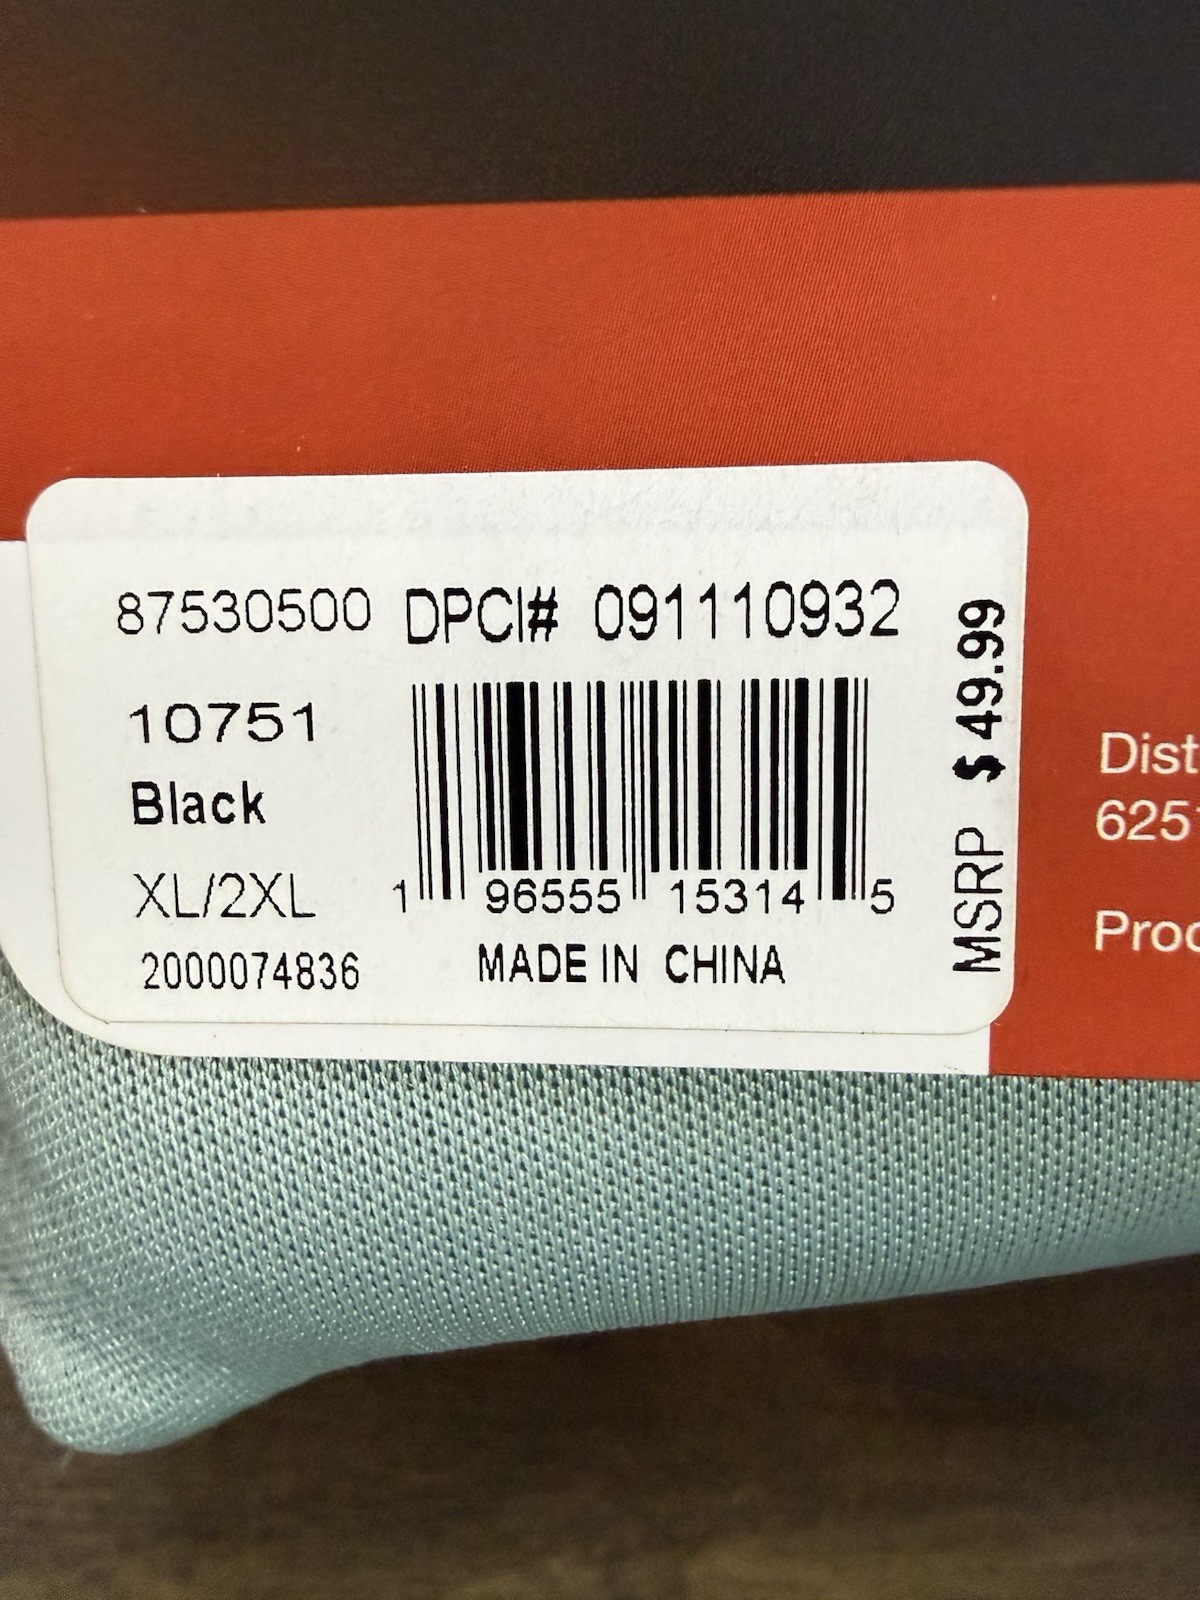 87530500 DPCI# 091110932
10751
Black
XL/2XL
2000074836
1 96555 15314 5
MADE IN CHINA
MSRP $ 49.99
Dist
625
Proc